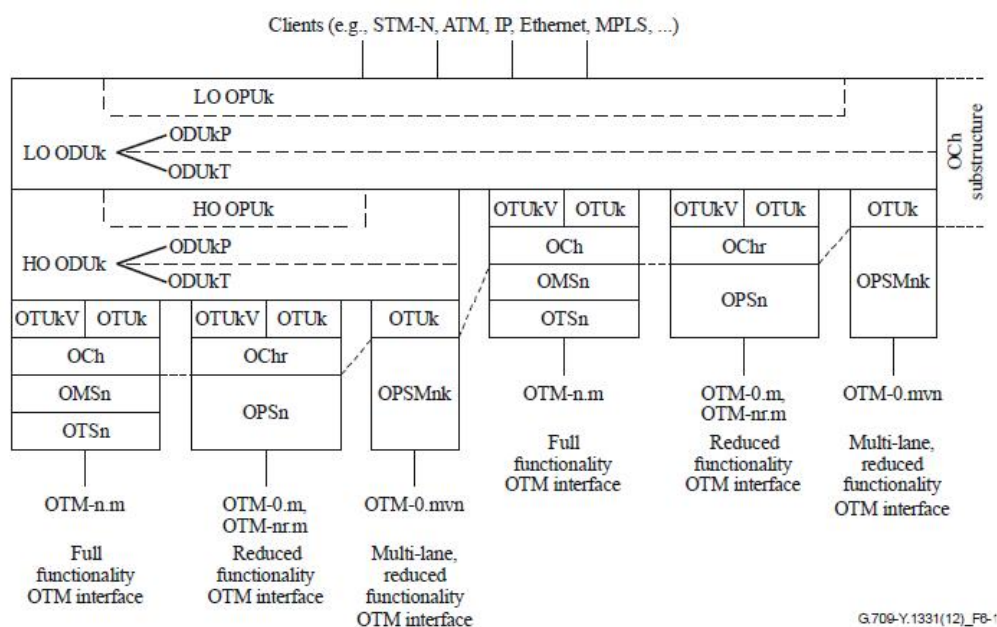 Clients (e.g., STM-N, ATM, IP, Ethernet, MPLS, ...)
LO OPUk
LO ODUk
ODUkP
ODUkT
OCh
substructure
HO OPUk
HO ODUk
ODUkP
ODUkT
OTUkV OTUk
OCh
OMSn
OTSn
OTUkV OTUk
OChr
OPSn
OTUk
OPSMnk
OTUkV OTUk
OCh
OMSn
OTSn
OTUkV OTUk
OChr
OPSn
OTUk
OPSMnk
OTM-n.m
Full
functionality
OTM interface
OTM-0.m,
OTM-nr.m
Reduced
functionality
OTM interface
OTM-0.mvn
Multi-lane,
reduced
functionality
OTM interface
OTM-n.m
Full
functionality
OTM interface
OTM-0.m,
OTM-nr.m
Reduced
functionality
OTM interface
OTM-0.mvn
Multi-lane,
reduced
functionality
OTM interface
G.709-Y.1331(12)_F6-1